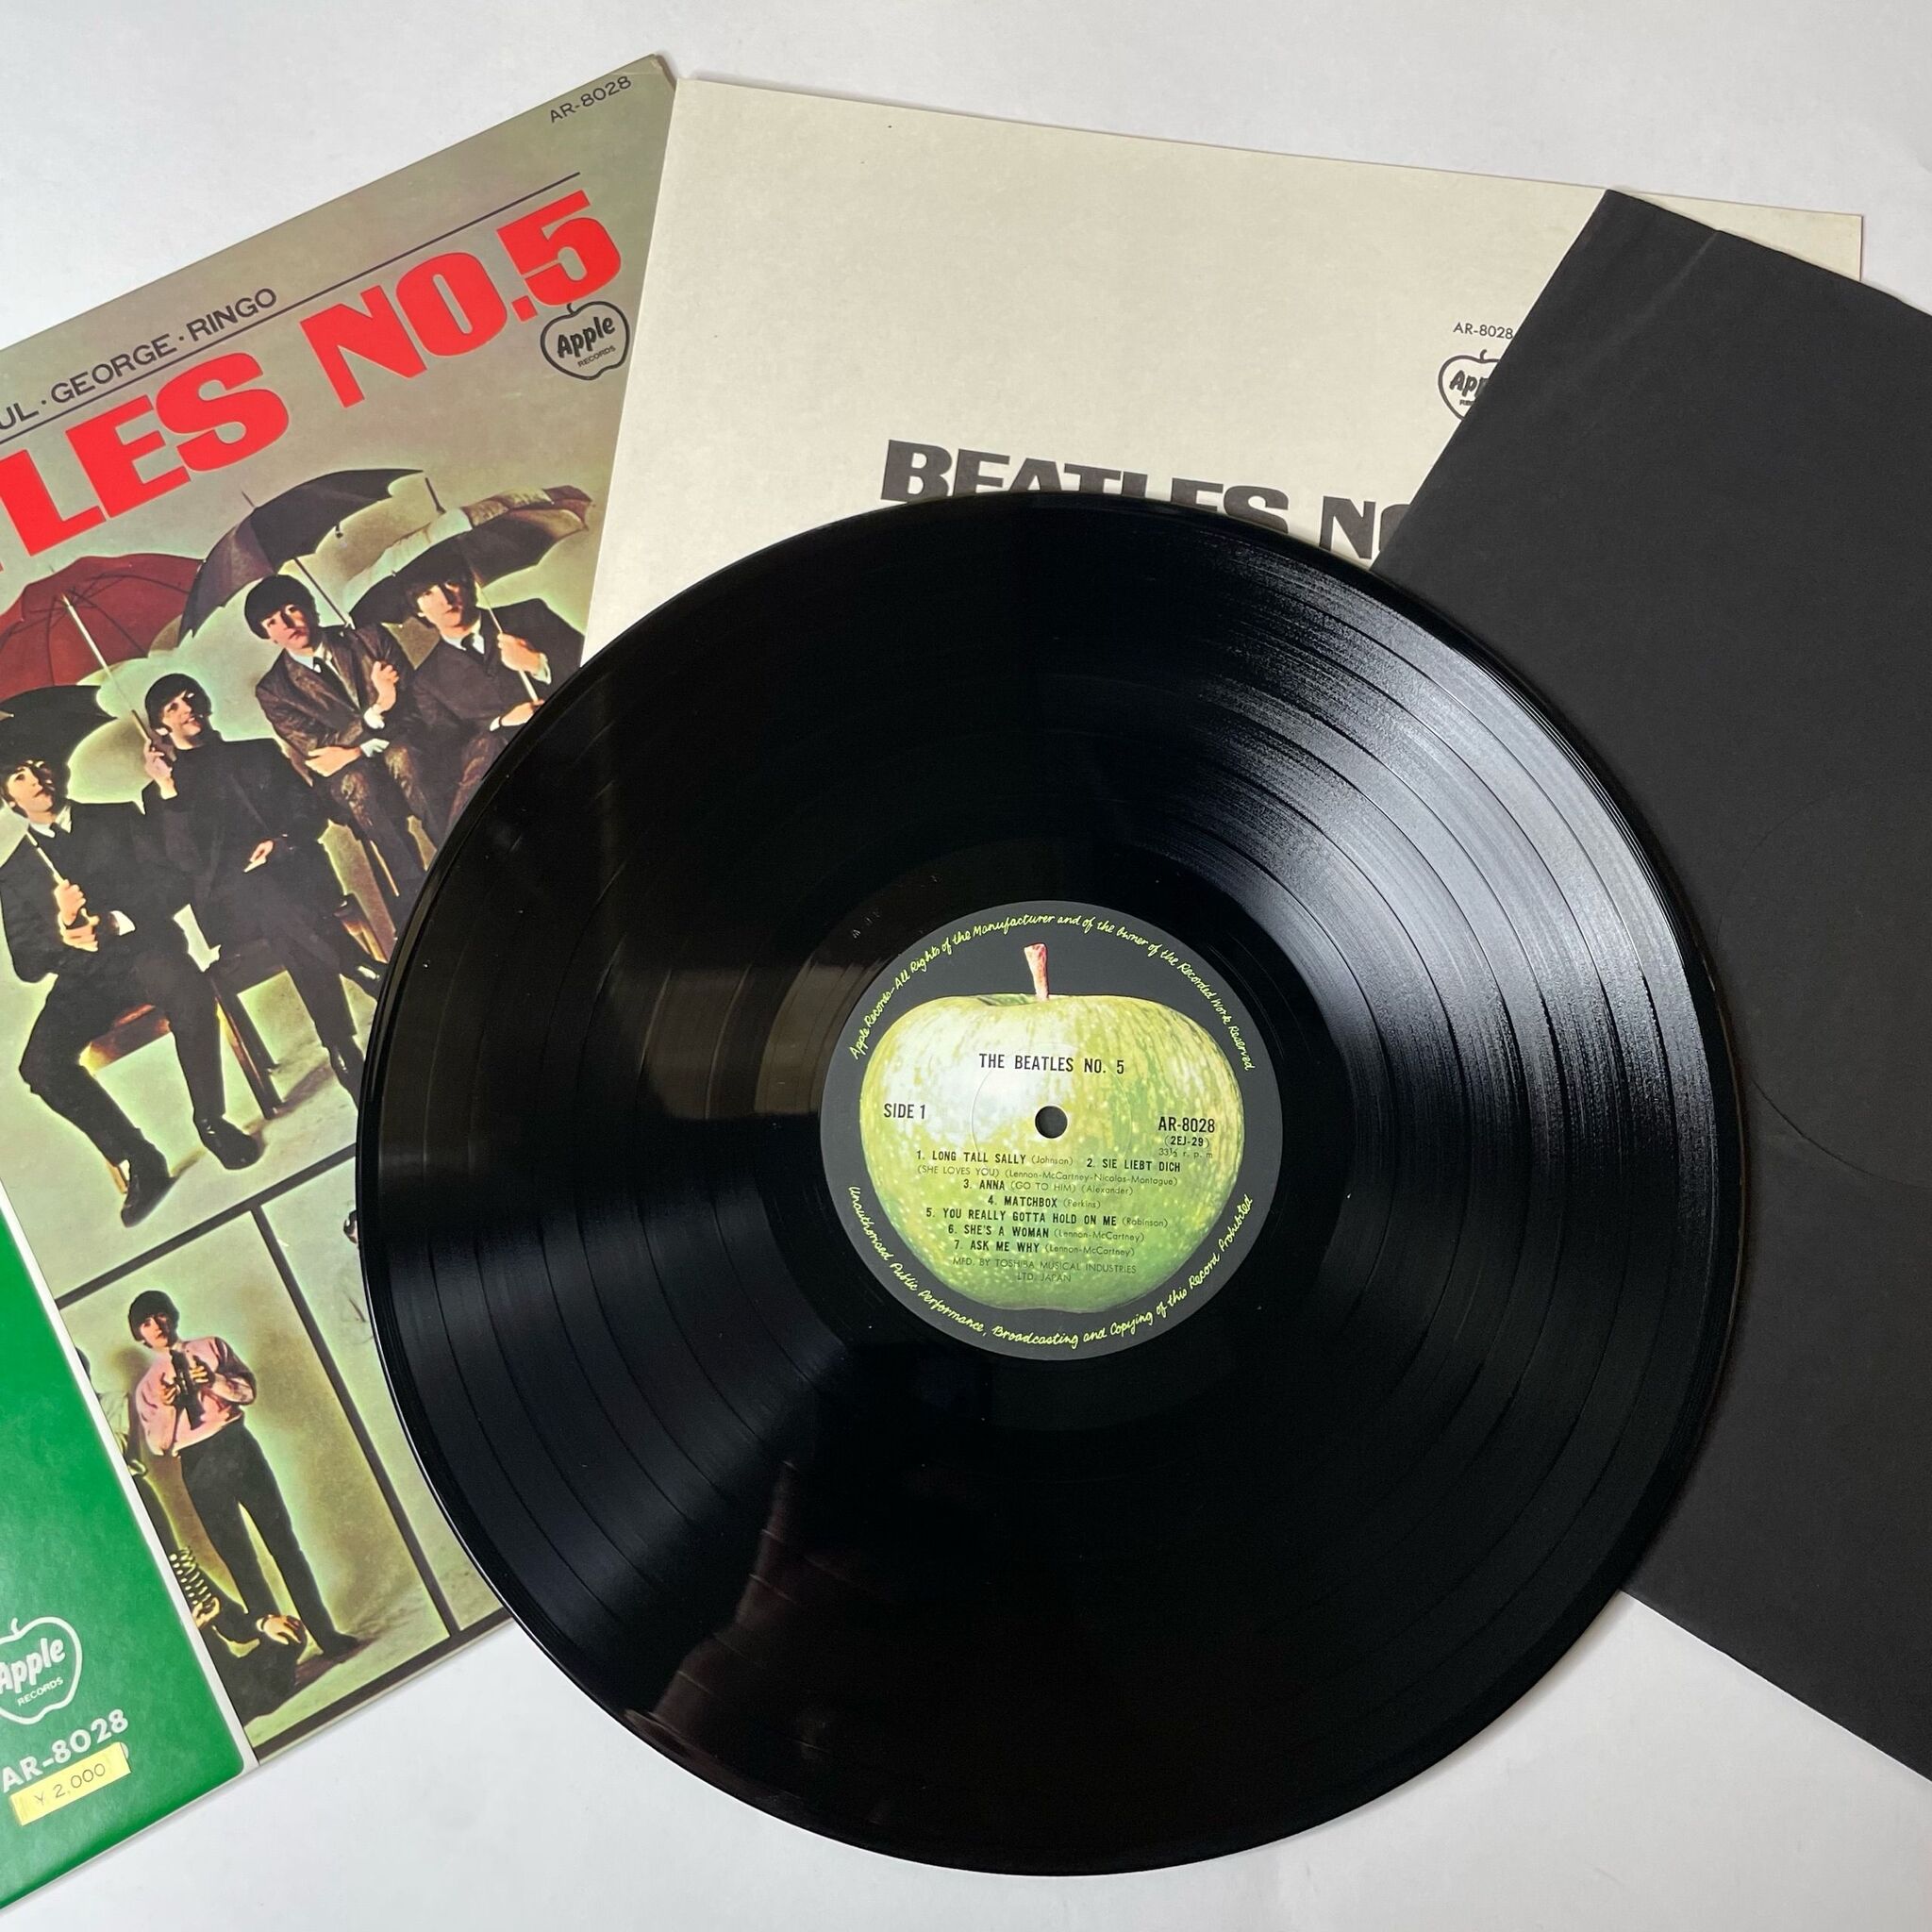 AR-8028
UL · GEORGE · RINGO
LES NO.5
Apple
RECORDS
AR-8028
BEATLES
AR-8028
¥ 2,000
Apple
RECORDS
Apple Records-All Rights of the Manufacturer and of the Owner of the Recorded Work Reserved
THE BEATLES NO. 5
SIDE 1
AR-8028
(2EJ-29)
33⅓ r. p. m
1. LONG TALL SALLY (Johnson) 2. SIE LIEBT DICH
(SHE LOVES YOU) (Lennon-McCartney-Nicolas-Montague)
3. ANNA (GO TO HIM) (Alexander)
4. MATCHBOX (Perkins)
5. YOU REALLY GOTTA HOLD ON ME (Robinson)
6. SHE'S A WOMAN (Lennon-McCartney)
7. ASK ME WHY (Lennon-McCartney)
MFD. BY TOSHIBA MUSICAL INDUSTRIES
LTD. JAPAN
Unauthorised Public Performance, Broadcasting and Copying of this Record Prohibited